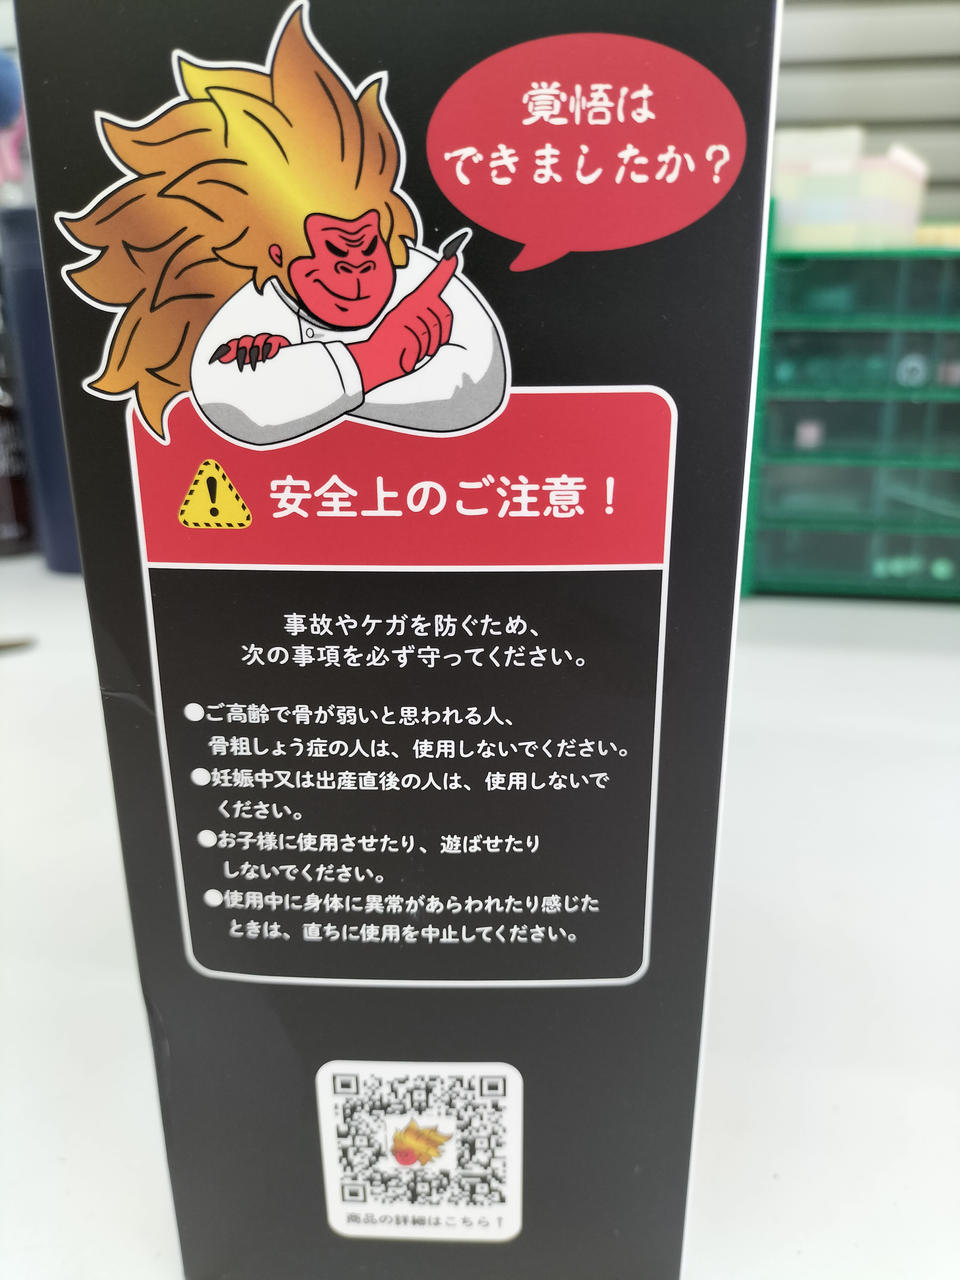 覚悟は
できましたか？
安全上のご注意！
事故やケガを防ぐため、
次の事項を必ず守ってください。
●ご高齢で骨が弱いと思われる人、
骨粗しょう症の人は、使用しないでください。
●妊娠中又は出産直後の人は、使用しないで
ください。
●お子様に使用させたり、遊ばせたり
しないでください。
●使用中に身体に異常があらわれたり感じた
ときは、直ちに使用を中止してください。
商品の詳細はこちら↑